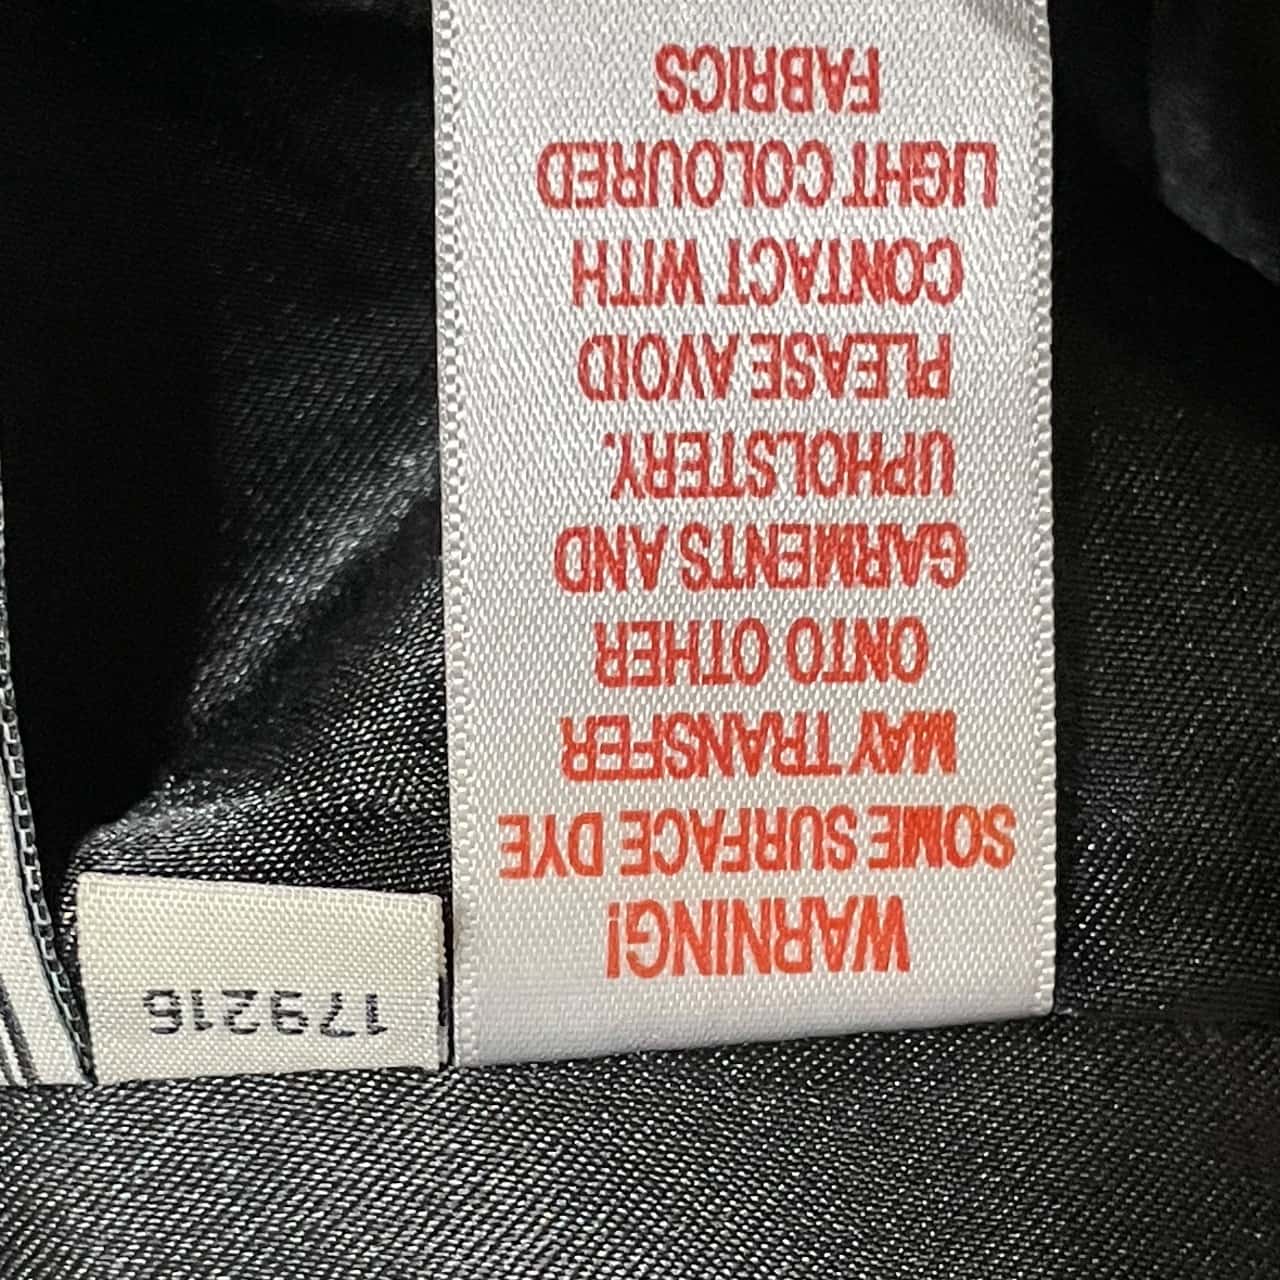 WARNING!
SOME SURFACE DYE
MAY TRANSFER
ONTO OTHER
GARMENTS AND
UPHOLSTERY.
PLEASE AVOID
CONTACT WITH
LIGHT COLOURED
FABRICS
179216